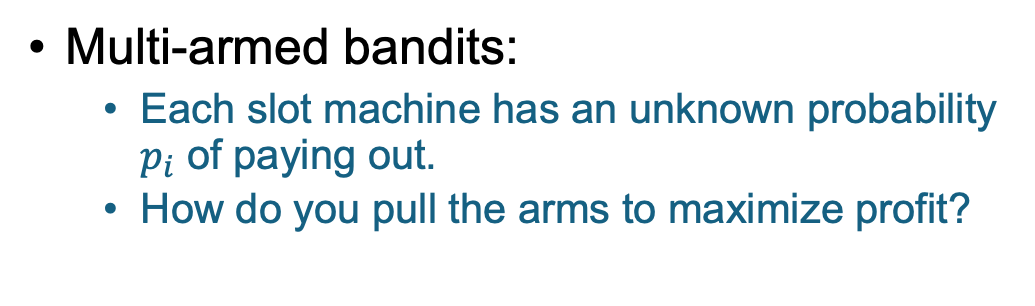 • Multi-armed bandits:
• Each slot machine has an unknown probability
𝑝ᵢ of paying out.
• How do you pull the arms to maximize profit?